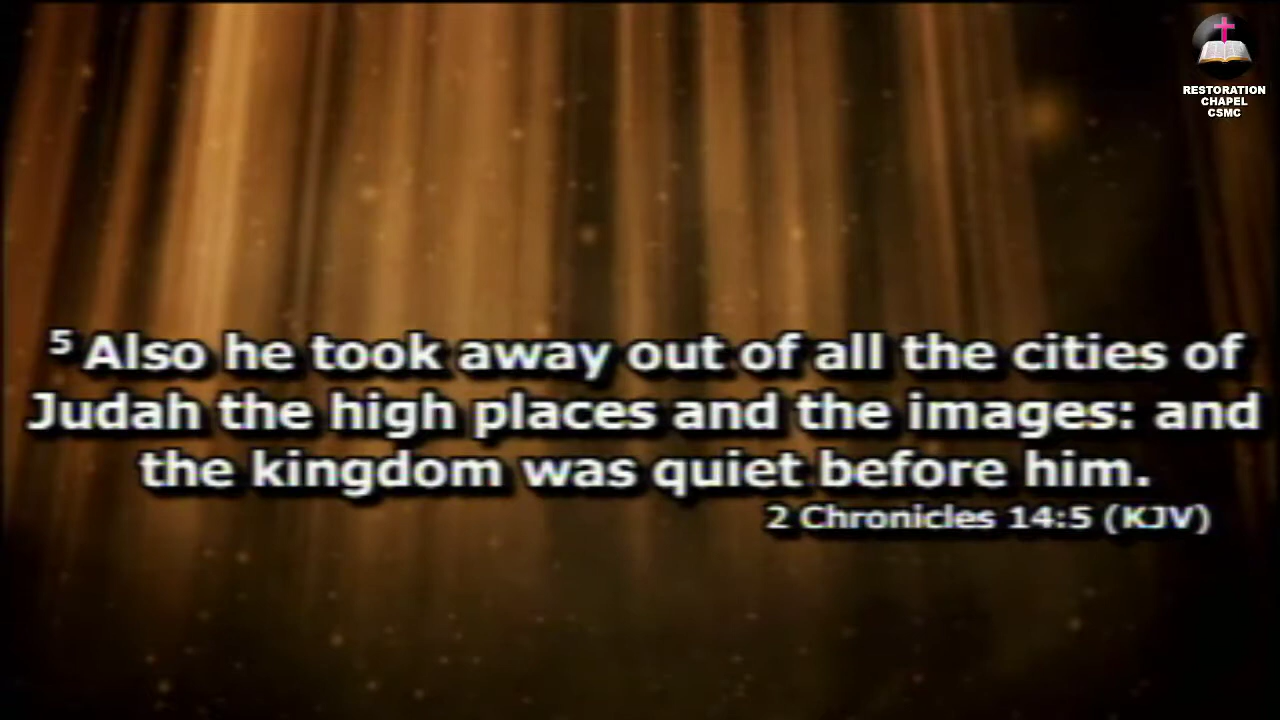 RESTORATION
CHAPEL
CSMC
5 Also he took away out of all the cities of
Judah the high places and the images: and
the kingdom was quiet before him.
2 Chronicles 14:5 (KJV)